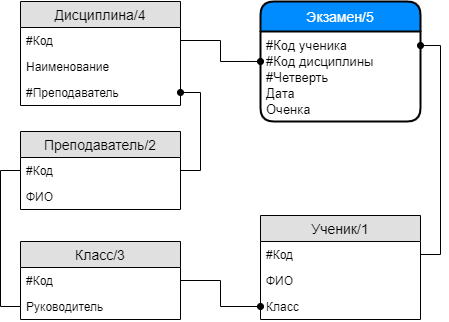 Дисциплина/4
#Код
Наименование
#Преподаватель
Экзамен/5
#Код ученика
#Код дисциплины
#Четверть
Дата
Оченка
Преподаватель/2
#Код
ФИО
Класс/3
#Код
Руководитель
Ученик/1
#Код
ФИО
Класс